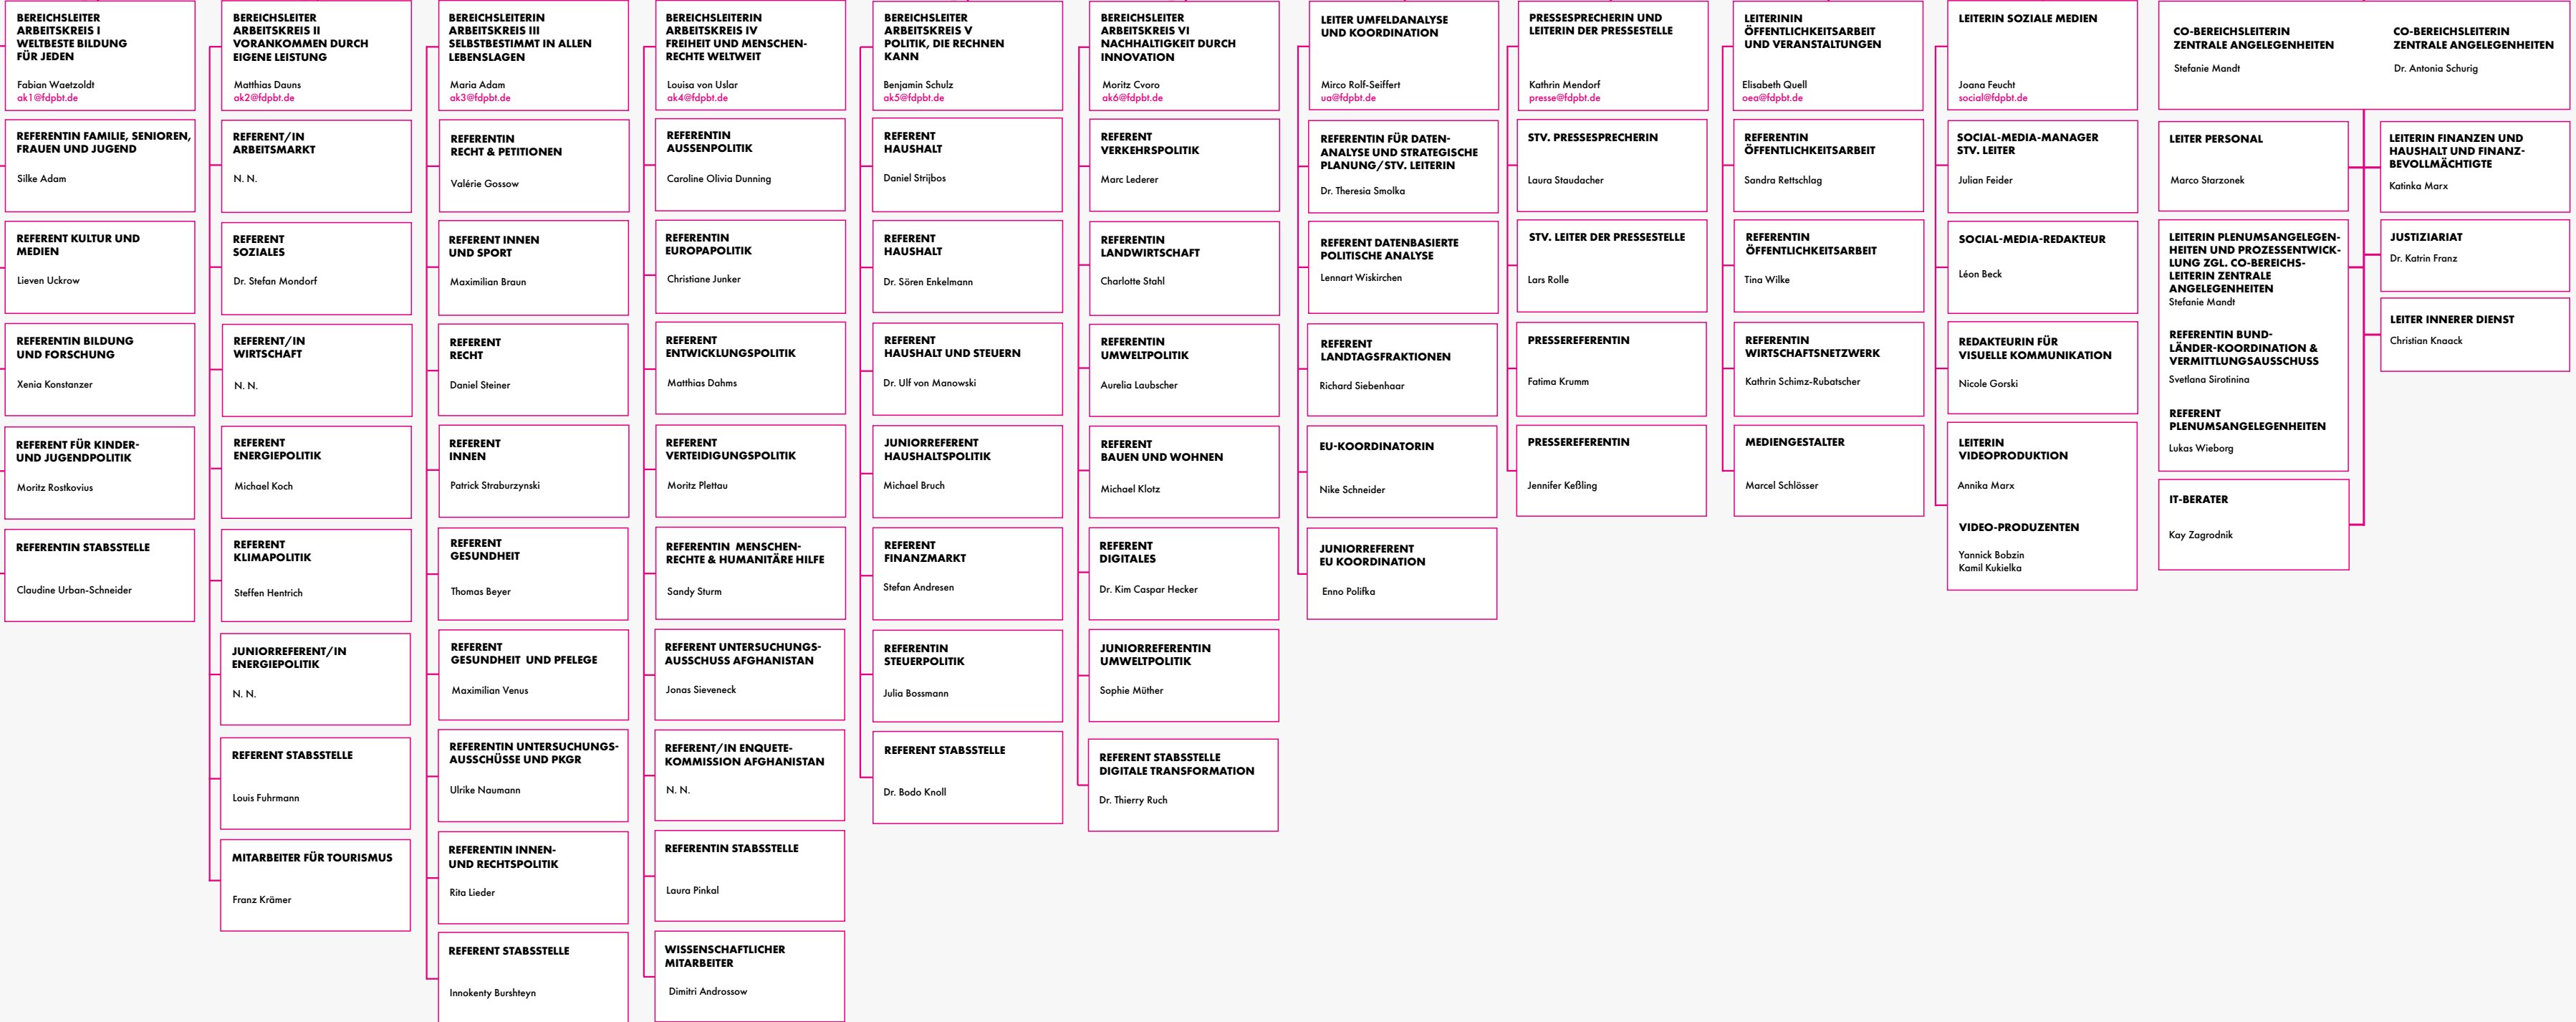 BEREICHSLEITER
ARBEITSKREIS I
WELTBESTE BILDUNG
FÜR JEDEN
Fabian Waetzoldt
ak1@fdpbt.de
REFERENTIN FAMILIE, SENIOREN,
FRAUEN UND JUGEND
Silke Adam
REFERENT KULTUR UND
MEDIEN
Lieven Uckrow
REFERENTIN BILDUNG
UND FORSCHUNG
Xenia Konstanzer
REFERENT FÜR KINDER-
UND JUGENDPOLITIK
Moritz Rostkovius
REFERENTIN STABSSTELLE
Claudine Urban-Schneider
BEREICHSLEITER
ARBEITSKREIS II
VORANKOMMEN DURCH
EIGENE LEISTUNG
Matthias Dauns
ak2@fdpbt.de
REFERENT/IN
ARBEITSMARKT
N. N.
REFERENT
SOZIALES
Dr. Stefan Mondorf
REFERENT/IN
WIRTSCHAFT
N. N.
REFERENT
ENERGIEPOLITIK
Michael Koch
REFERENT
KLIMAPOLITIK
Steffen Hentrich
JUNIORREFERENT/IN
ENERGIEPOLITIK
N. N.
REFERENT STABSSTELLE
Louis Fuhrmann
MITARBEITER FÜR TOURISMUS
Franz Krämer
BEREICHSLEITERIN
ARBEITSKREIS III
SELBSTBESTIMMT IN ALLEN
LEBENSLAGEN
Maria Adam
ak3@fdpbt.de
REFERENTIN
RECHT & PETITIONEN
Valérie Gossow
REFERENT INNEN
UND SPORT
Maximilian Braun
REFERENT
RECHT
Daniel Steiner
REFERENT
INNEN
Patrick Straburzynski
REFERENT
GESUNDHEIT
Thomas Beyer
REFERENT
GESUNDHEIT UND PFELEGE
Maximilian Venus
REFERENTIN UNTERSUCHUNGS-
AUSSCHÜSSE UND PKGR
Ulrike Naumann
REFERENTIN INNEN-
UND RECHTSPOLITIK
Rita Lieder
REFERENT STABSSTELLE
Innokenty Burshteyn
BEREICHSLEITERIN
ARBEITSKREIS IV
FREIHEIT UND MENSCHEN-
RECHTE WELTWEIT
Louisa von Uslar
ak4@fdpbt.de
REFERENTIN
AUSSENPOLITIK
Caroline Olivia Dunning
REFERENTIN
EUROPAPOLITIK
Christiane Junker
REFERENT
ENTWICKLUNGSPOLITIK
Matthias Dahms
REFERENT
VERTEIDIGUNGSPOLITIK
Moritz Plettau
REFERENTIN MENSCHEN-
RECHTE & HUMANITÄRE HILFE
Sandy Sturm
REFERENT UNTERSUCHUNGS-
AUSSCHUSS AFGHANISTAN
Jonas Sieveneck
REFERENT/IN ENQUETE-
KOMMISSION AFGHANISTAN
N. N.
REFERENTIN STABSSTELLE
Laura Pinkal
WISSENSCHAFTLICHER
MITARBEITER
Dimitri Androssow
BEREICHSLEITER
ARBEITSKREIS V
POLITIK, DIE RECHNEN
KANN
Benjamin Schulz
ak5@fdpbt.de
REFERENT
HAUSHALT
Daniel Strijbos
REFERENT
HAUSHALT
Dr. Sören Enkelmann
REFERENT
HAUSHALT UND STEUERN
Dr. Ulf von Manowski
JUNIORREFERENT
HAUSHALTSPOLITIK
Michael Bruch
REFERENT
FINANZMARKT
Stefan Andresen
REFERENTIN
STEUERPOLITIK
Julia Bossmann
REFERENT STABSSTELLE
Dr. Bodo Knoll
BEREICHSLEITER
ARBEITSKREIS VI
NACHHALTIGKEIT DURCH
INNOVATION
Moritz Cvoro
ak6@fdpbt.de
REFERENT
VERKEHRSPOLITIK
Marc Lederer
REFERENTIN
LANDWIRTSCHAFT
Charlotte Stahl
REFERENTIN
UMWELTPOLITIK
Aurelia Laubscher
REFERENT
BAUEN UND WOHNEN
Michael Klotz
REFERENT
DIGITALES
Dr. Kim Caspar Hecker
JUNIORREFERENTIN
UMWELTPOLITIK
Sophie Müther
REFERENT STABSSTELLE
DIGITALE TRANSFORMATION
Dr. Thierry Ruch
LEITER UMFELDANALYSE
UND KOORDINATION
Mirco Rolf-Seiffert
ua@fdpbt.de
REFERENTIN FÜR DATEN-
ANALYSE UND STRATEGISCHE
PLANUNG/STV. LEITERIN
Dr. Theresia Smolka
REFERENT DATENBASIERTE
POLITISCHE ANALYSE
Lennart Wiskirchen
REFERENT
LANDTAGSFRAKTIONEN
Richard Siebenhaar
EU-KOORDINATORIN
Nike Schneider
JUNIORREFERENT
EU KOORDINATION
Enno Polifka
PRESSESPRECHERIN UND
LEITERIN DER PRESSESTELLE
Kathrin Mendorf
presse@fdpbt.de
STV. PRESSESPRECHERIN
Laura Staudacher
STV. LEITER DER PRESSESTELLE
Lars Rolle
PRESSEREFERENTIN
Fatima Krumm
PRESSEREFERENTIN
Jennifer Keßling
LEITERININ
ÖFFENTLICHKEITSARBEIT
UND VERANSTALTUNGEN
Elisabeth Quell
oea@fdpbt.de
REFERENTIN
ÖFFENTLICHKEITSARBEIT
Sandra Rettschlag
REFERENTIN
ÖFFENTLICHKEITSARBEIT
Tina Wilke
REFERENTIN
WIRTSCHAFTSNETZWERK
Kathrin Schimz-Rubatscher
MEDIENGESTALTER
Marcel Schlösser
LEITERIN SOZIALE MEDIEN
Joana Feucht
social@fdpbt.de
SOCIAL-MEDIA-MANAGER
STV. LEITER
Julian Feider
SOCIAL-MEDIA-REDAKTEUR
Léon Beck
REDAKTEURIN FÜR
VISUELLE KOMMUNIKATION
Nicole Gorski
LEITERIN
VIDEOPRODUKTION
Annika Marx
VIDEO-PRODUZENTEN
Yannick Bobzin
Kamil Kukielka
CO-BEREICHSLEITERIN
ZENTRALE ANGELEGENHEITEN
Stefanie Mandt
CO-BEREICHSLEITERIN
ZENTRALE ANGELEGENHEITEN
Dr. Antonia Schurig
LEITER PERSONAL
Marco Starzonek
LEITERIN PLENUMSANGELEGEN-
HEITEN UND PROZESSENTWICK-
LUNG ZGL. CO-BEREICHS-
LEITERIN ZENTRALE
ANGELEGENHEITEN
Stefanie Mandt
REFERENTIN BUND-
LÄNDER-KOORDINATION &
VERMITTLUNGSAUSSCHUSS
Svetlana Sirotinina
REFERENT
PLENUMSANGELEGENHEITEN
Lukas Wieborg
IT-BERATER
Kay Zagrodnik
LEITERIN FINANZEN UND
HAUSHALT UND FINANZ-
BEVOLLMÄCHTIGTE
Katinka Marx
JUSTIZIARIAT
Dr. Katrin Franz
LEITER INNERER DIENST
Christian Knaack